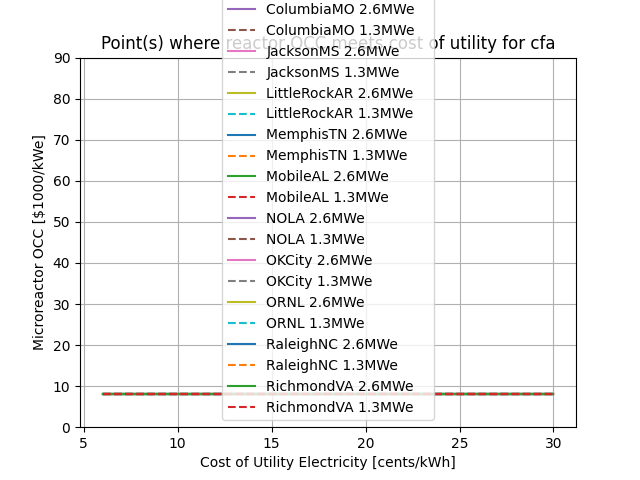 Point(s) where reactor OCC meets cost of utility for cfa
ColumbiaMO 2.6MWe
ColumbiaMO 1.3MWe
JacksonMS 2.6MWe
JacksonMS 1.3MWe
LittleRockAR 2.6MWe
LittleRockAR 1.3MWe
MemphisTN 2.6MWe
MemphisTN 1.3MWe
MobileAL 2.6MWe
MobileAL 1.3MWe
NOLA 2.6MWe
NOLA 1.3MWe
OKCity 2.6MWe
OKCity 1.3MWe
ORNL 2.6MWe
ORNL 1.3MWe
RaleighNC 2.6MWe
RaleighNC 1.3MWe
RichmondVA 2.6MWe
RichmondVA 1.3MWe
Microreactor OCC [$1000/kWe]
90
80
70
60
50
40
30
20
10
0
5 10 15 20 25 30
Cost of Utility Electricity [cents/kWh]